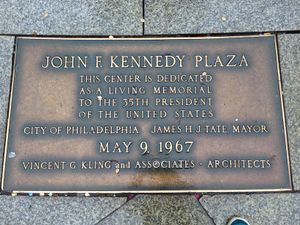 JOHN F. KENNEDY PLAZA
THIS CENTER IS DEDICATED
AS A LIVING MEMORIAL
TO THE 35TH PRESIDENT
OF THE UNITED STATES
CITY OF PHILADELPHIA · JAMES H. J. TATE, MAYOR
MAY 9, 1967
VINCENT G. KLING and ASSOCIATES · ARCHITECTS